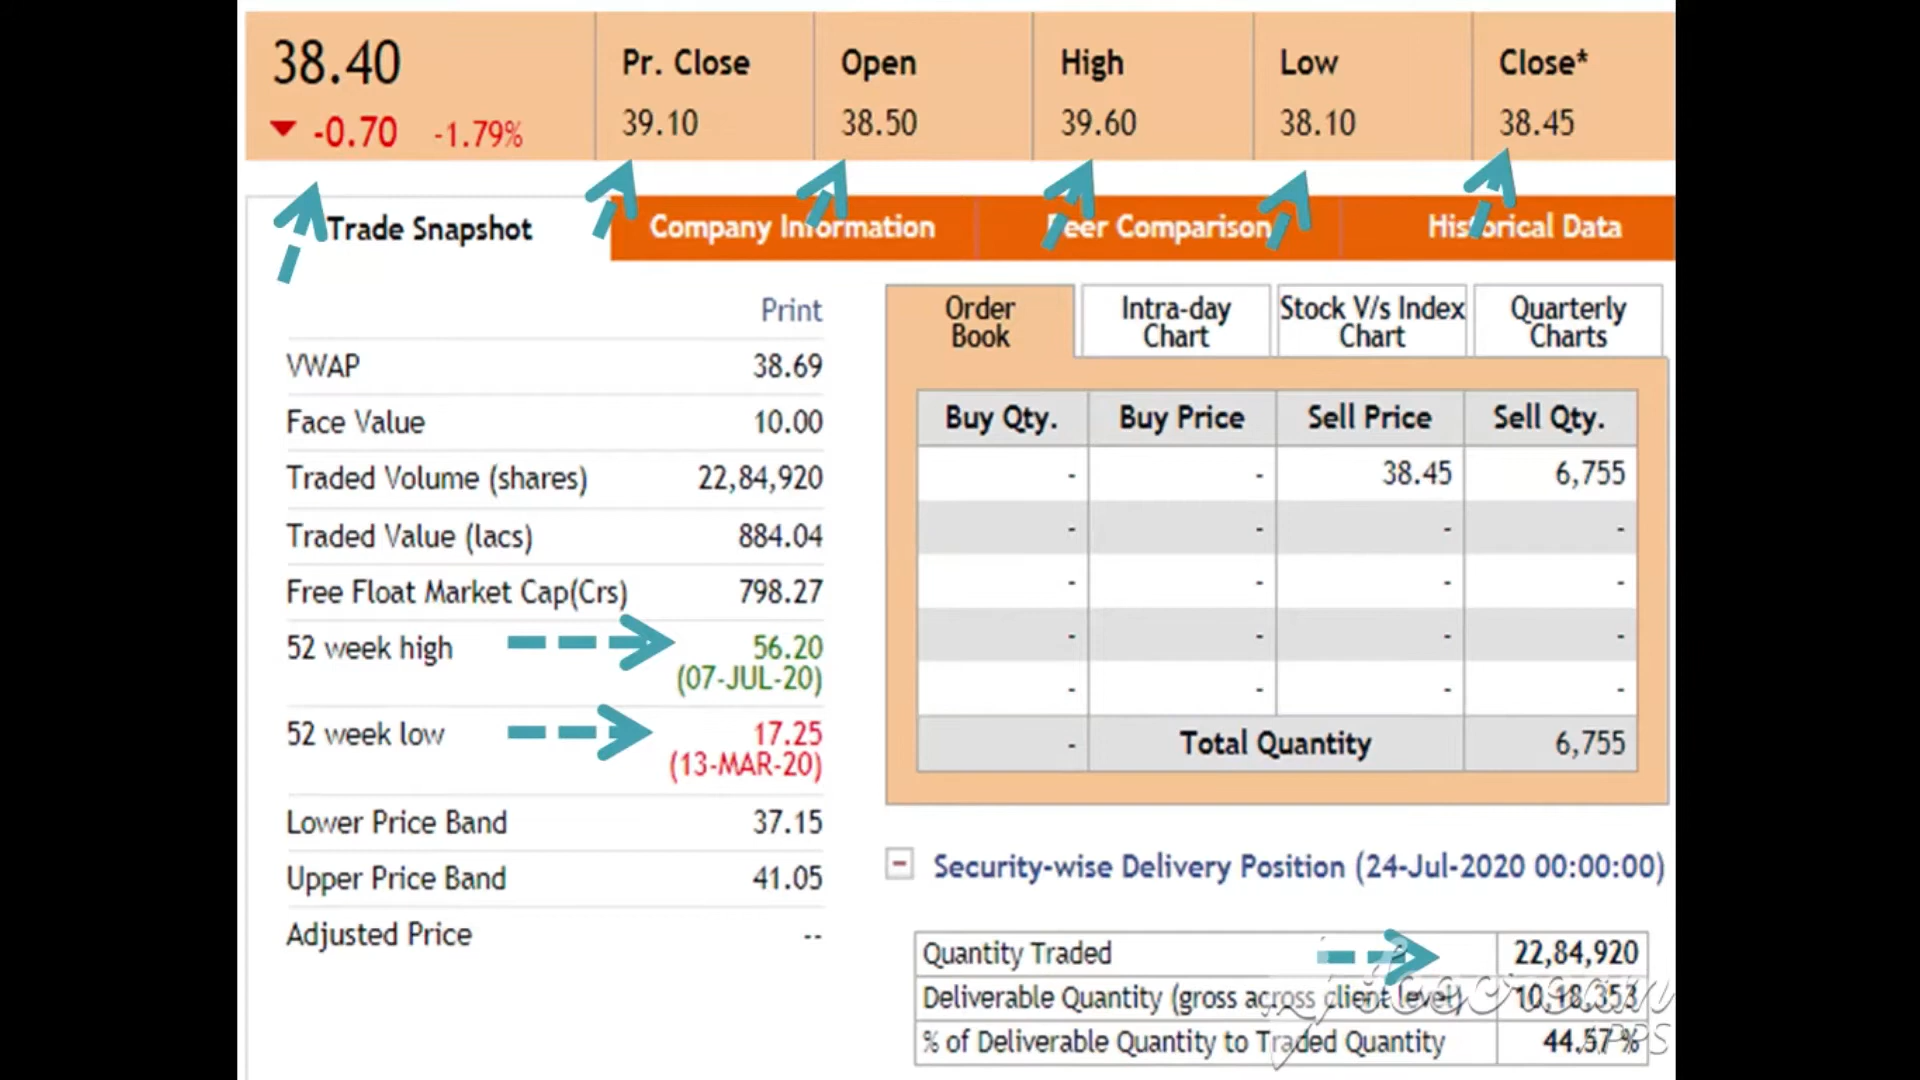 38.40
-0.70 -1.79%
Pr. Close
39.10
Open
38.50
High
39.60
Low
38.10
Close*
38.45
Trade Snapshot
Company Information
Peer Comparison
Historical Data
Print
VWAP 38.69
Face Value 10.00
Traded Volume (shares) 22,84,920
Traded Value (lacs) 884.04
Free Float Market Cap(Crs) 798.27
52 week high 56.20
(07-JUL-20)
52 week low 17.25
(13-MAR-20)
Lower Price Band 37.15
Upper Price Band 41.05
Adjusted Price --
Order
Book
Intra-day
Chart
Stock V/s Index
Chart
Quarterly
Charts
Buy Qty. Buy Price Sell Price Sell Qty.
- - 38.45 6,755
- - - -
- - - -
- - - -
- - - -
- Total Quantity 6,755
Security-wise Delivery Position (24-Jul-2020 00:00:00)
Quantity Traded 22,84,920
Deliverable Quantity (gross across client level) 10,18,353
% of Deliverable Quantity to Traded Quantity 44.57 %
APPS